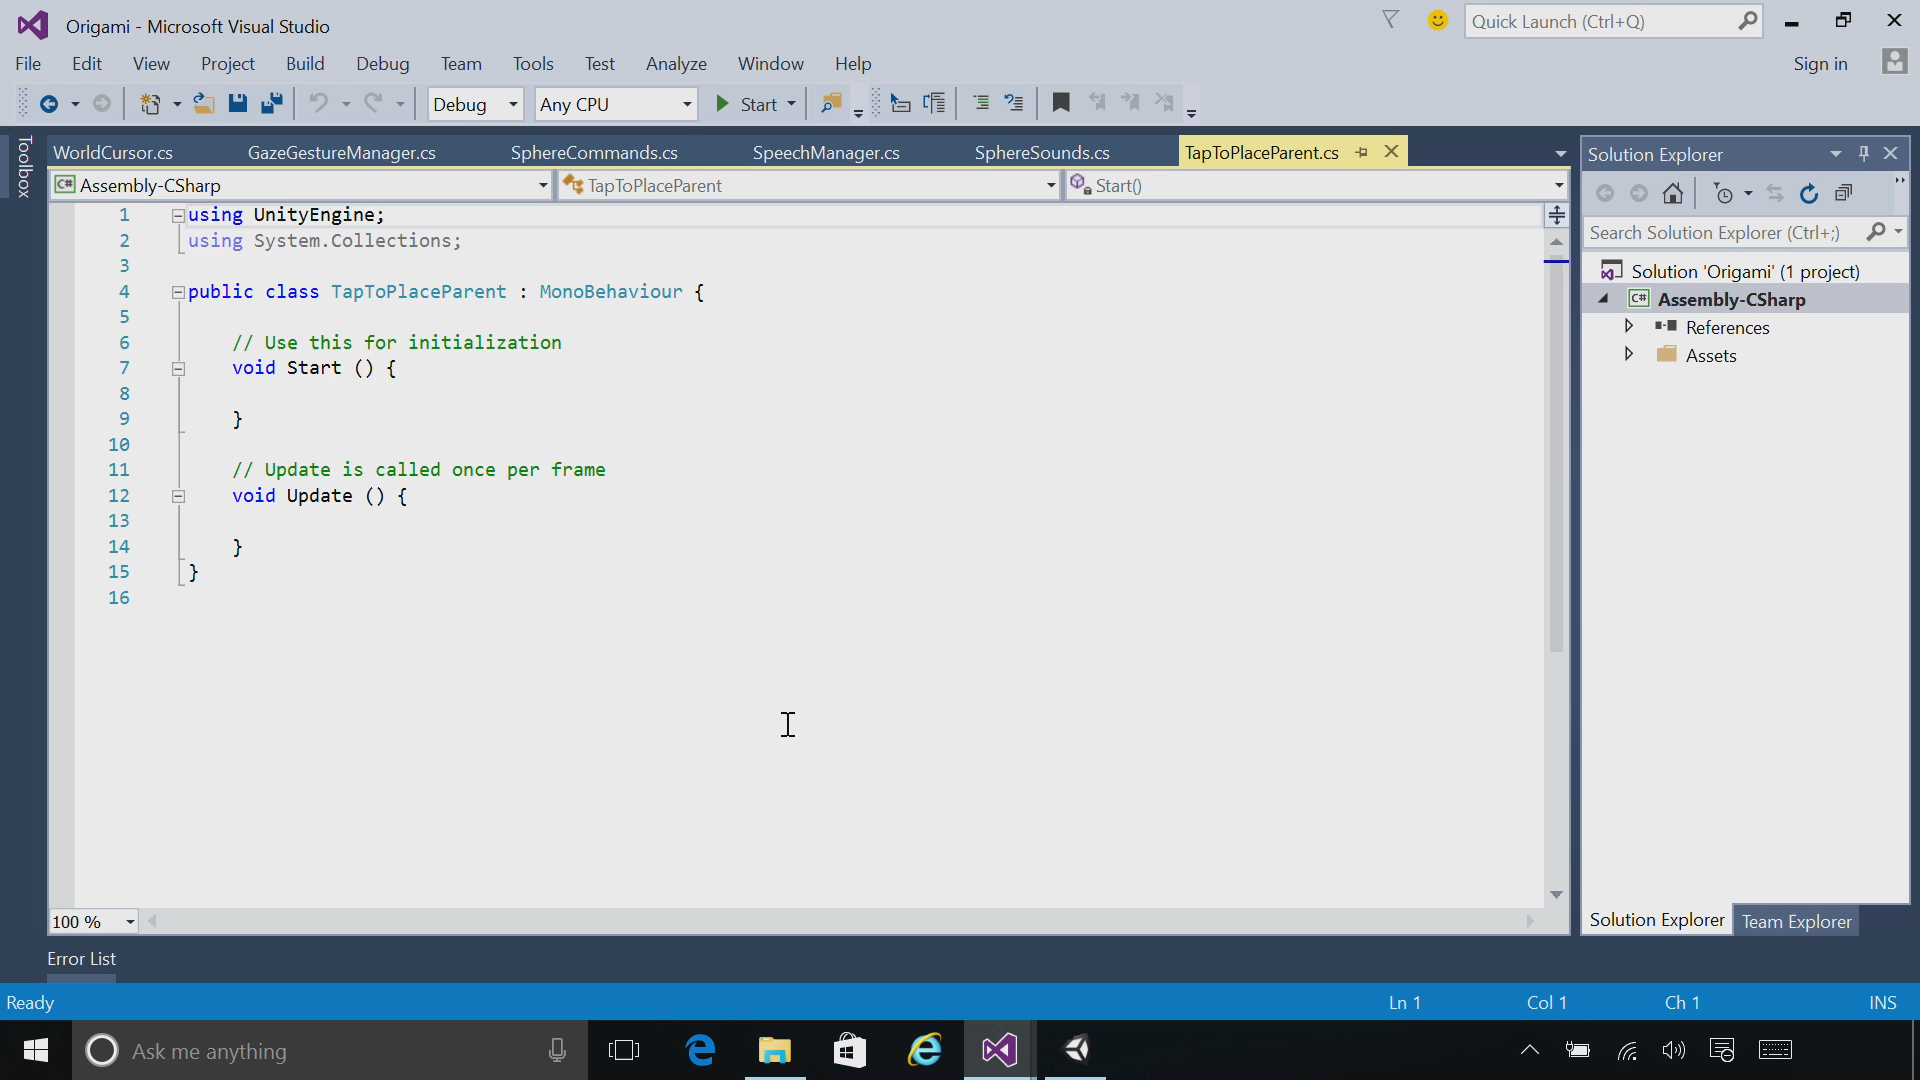 Origami - Microsoft Visual Studio
Quick Launch (Ctrl+Q)
File Edit View Project Build Debug Team Tools Test Analyze Window Help
Sign in
Debug Any CPU Start
Toolbox
WorldCursor.cs GazeGestureManager.cs SphereCommands.cs SpeechManager.cs SphereSounds.cs TapToPlaceParent.cs
C# Assembly-CSharp TapToPlaceParent Start()
1 using UnityEngine;
2 using System.Collections;
3
4 public class TapToPlaceParent : MonoBehaviour {
5
6 // Use this for initialization
7 void Start () {
8
9 }
10
11 // Update is called once per frame
12 void Update () {
13
14 }
15 }
16
100 %
Solution Explorer
Search Solution Explorer (Ctrl+;)
Solution 'Origami' (1 project)
C# Assembly-CSharp
References
Assets
Solution Explorer Team Explorer
Error List
Ready Ln 1 Col 1 Ch 1 INS
Ask me anything